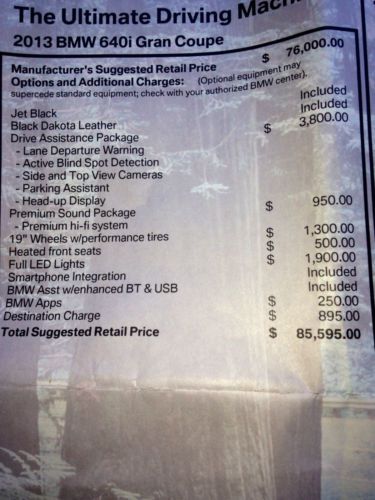 The Ultimate Driving Mach
2013 BMW 640i Gran Coupe
Manufacturer's Suggested Retail Price $ 76,000.00
Options and Additional Charges: (Optional equipment may
supercede standard equipment; check with your authorized BMW center).
Jet Black Included
Black Dakota Leather Included
Drive Assistance Package $ 3,800.00
- Lane Departure Warning
- Active Blind Spot Detection
- Side and Top View Cameras
- Parking Assistant
- Head-up Display
Premium Sound Package $ 950.00
- Premium hi-fi system
19" Wheels w/performance tires $ 1,300.00
Heated front seats $ 500.00
Full LED Lights $ 1,900.00
Smartphone Integration Included
BMW Asst w/enhanced BT & USB Included
BMW Apps $ 250.00
Destination Charge $ 895.00
Total Suggested Retail Price $ 85,595.00